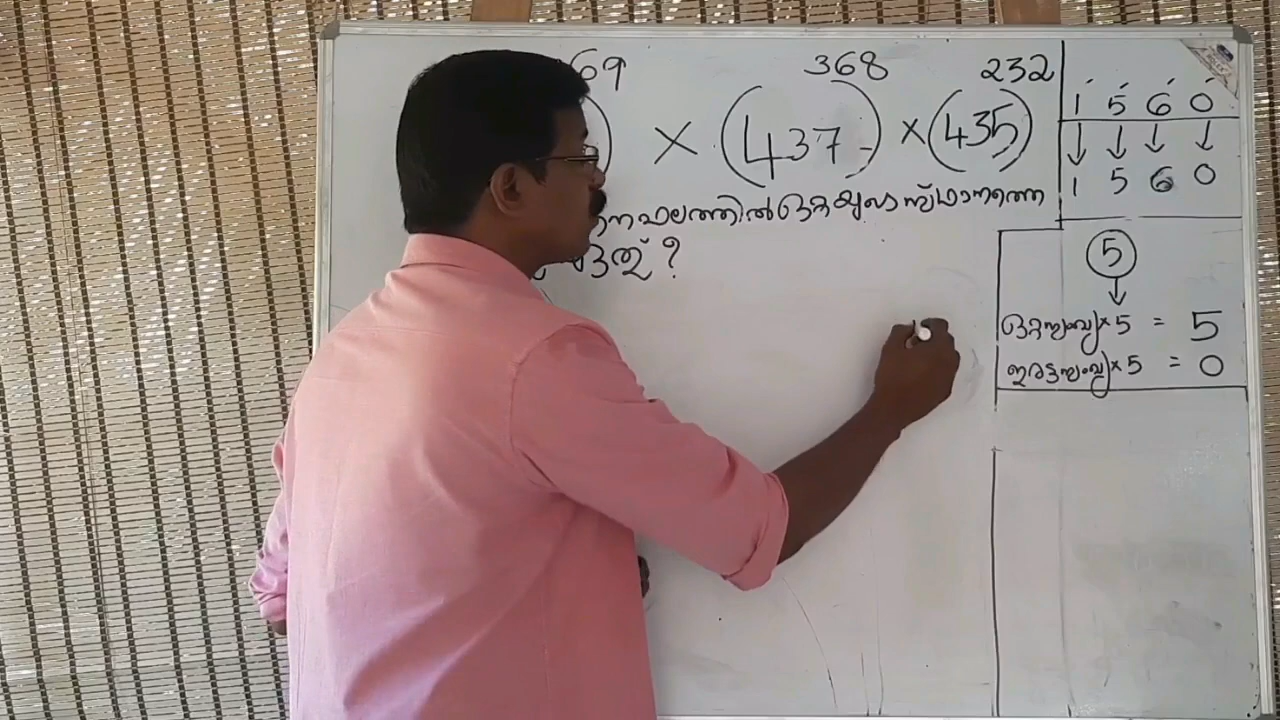 69 368 232
) × (437) × (435)
ഫലത്തിൽ ഒറ്റയുടെ സ്ഥാനത്തെ
ഏത് ?
1 5 6 0
↓ ↓ ↓ ↓
1 5 6 0
5
↓
ഒറ്റസംഖ്യ × 5 = 5
ഇരട്ടസംഖ്യ × 5 = 0